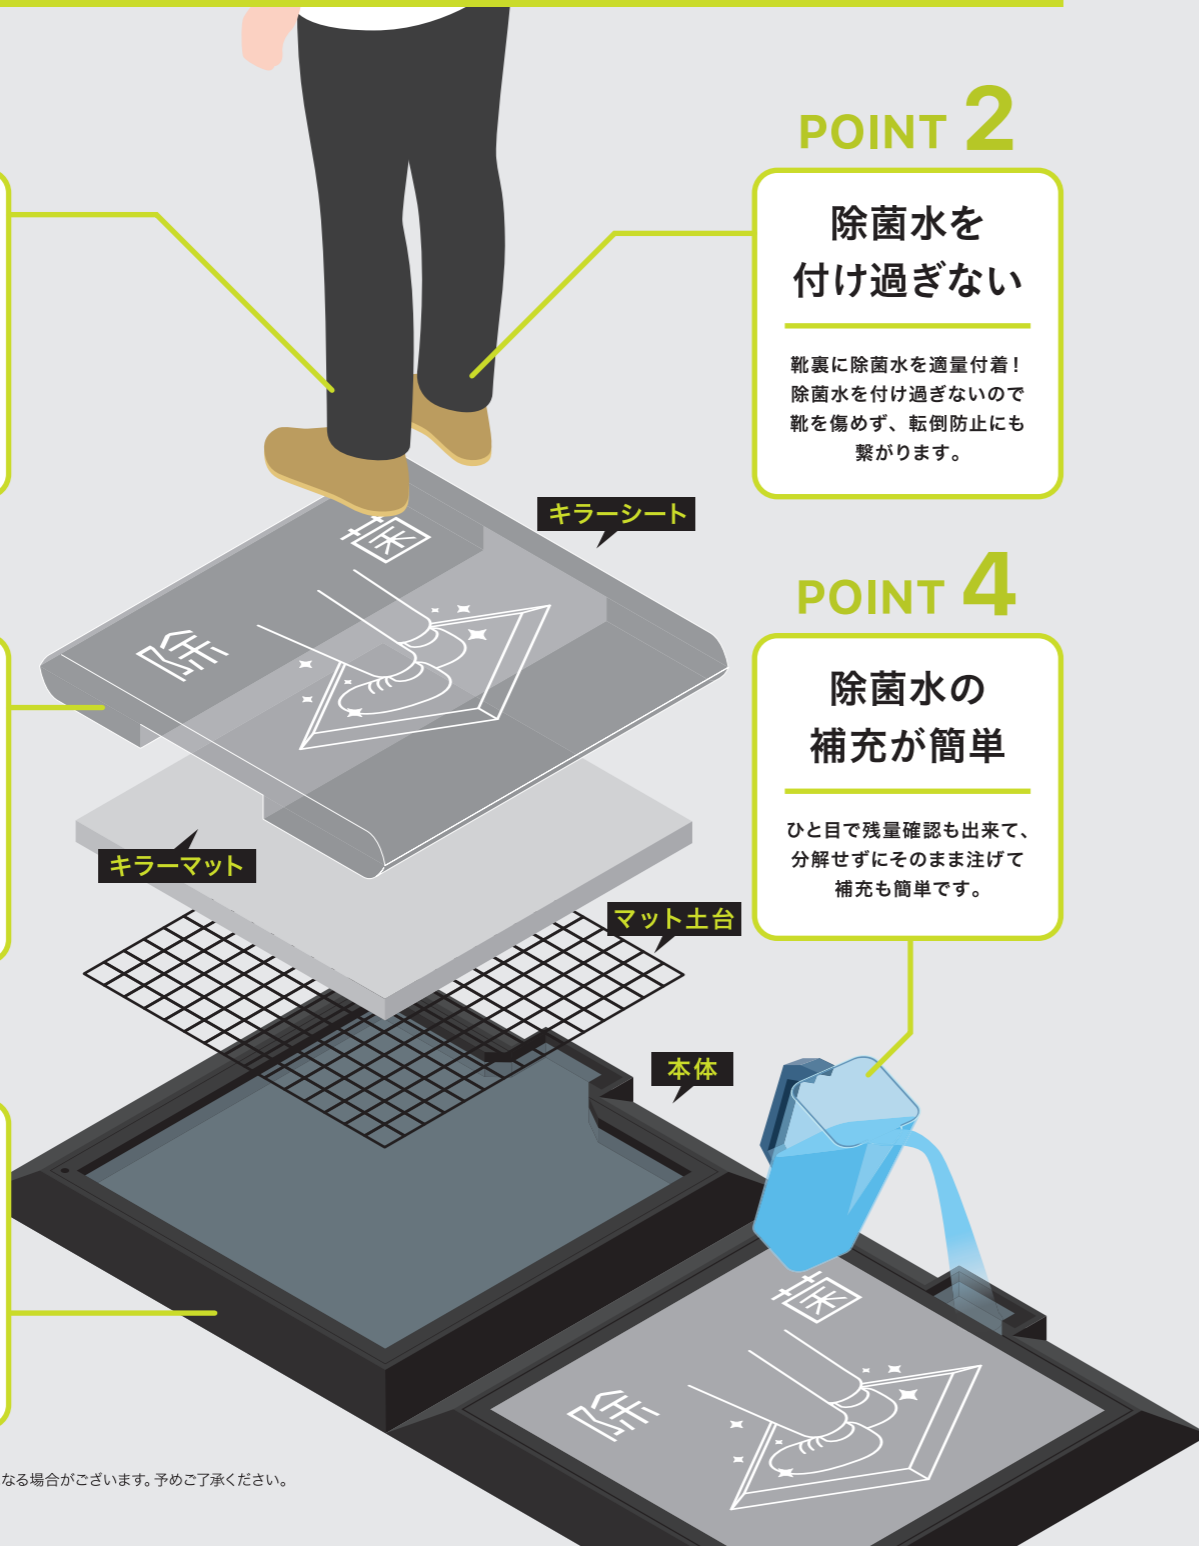 POINT 2
除菌水を
付け過ぎない
靴裏に除菌水を適量付着!
除菌水を付け過ぎないので
靴を傷めず、転倒防止にも
繋がります。
キラーシート
菌
除
POINT 4
除菌水の
補充が簡単
ひと目で残量確認も出来て、
分解せずにそのまま注げて
補充も簡単です。
キラーマット
マット土台
本体
菌
除
なる場合がございます。予めご了承ください。